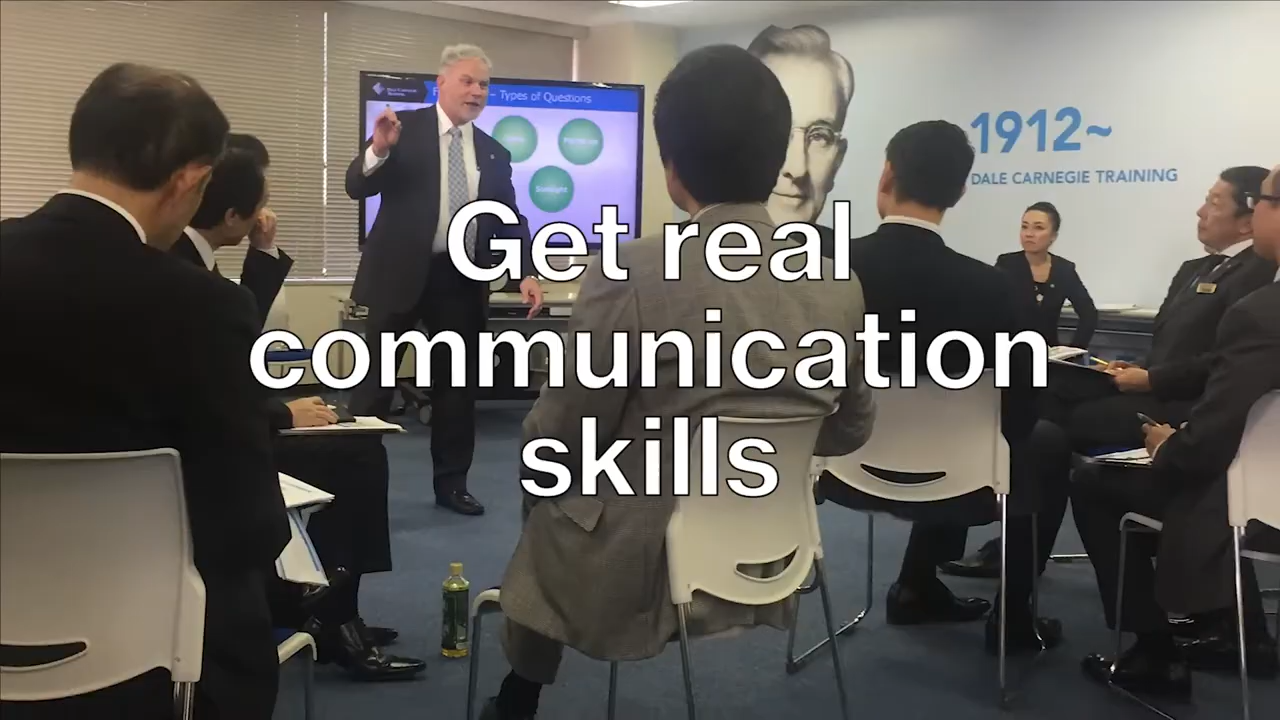 – Types of Questions
Get real
communication
skills
1912~
DALE CARNEGIE TRAINING